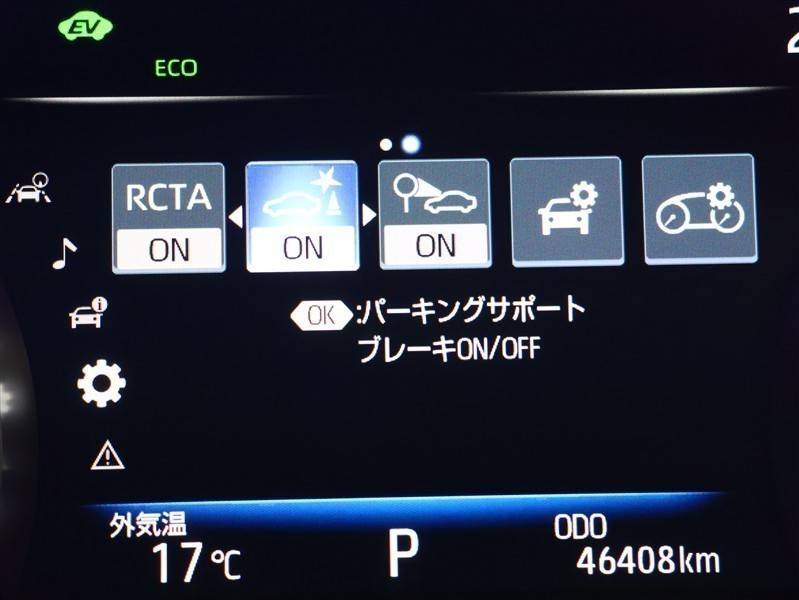 EV
2
ECO
RCTA
ON
ON
ON
OK :パーキングサポート
ブレーキON/OFF
外気温
17℃
P
ODO
46408km